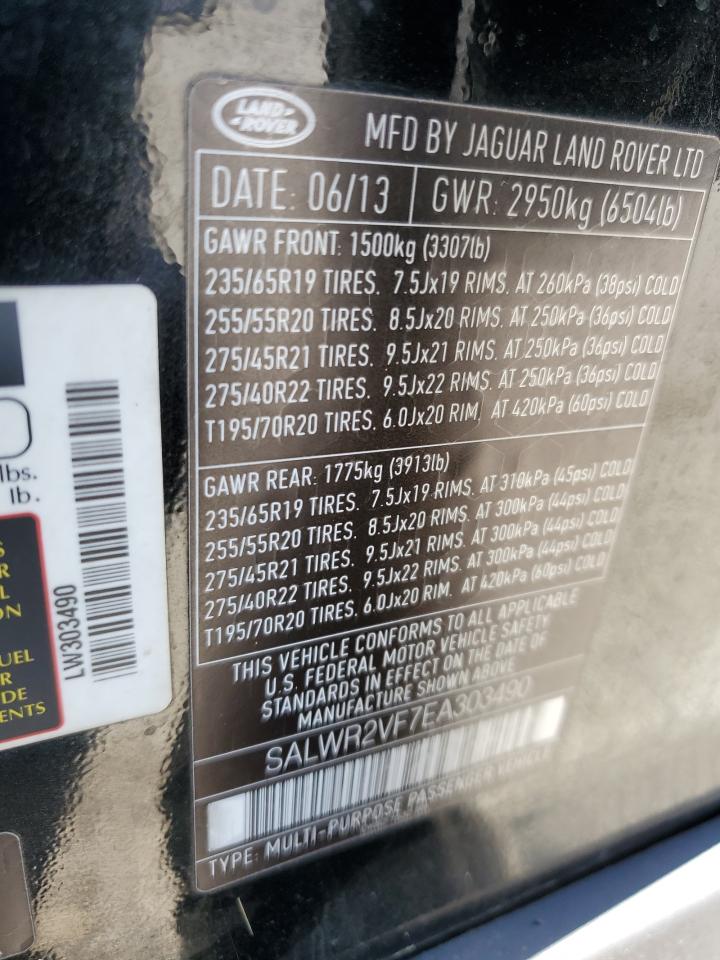 LAND
ROVER
MFD BY JAGUAR LAND ROVER LTD
DATE: 06/13
GWR: 2950kg (6504lb)
GAWR FRONT: 1500kg (3307lb)
235/65R19 TIRES. 7.5Jx19 RIMS. AT 260kPa (38psi) COLD
255/55R20 TIRES. 8.5Jx20 RIMS. AT 250kPa (36psi) COLD
275/45R21 TIRES. 9.5Jx21 RIMS. AT 250kPa (36psi) COLD
275/40R22 TIRES. 9.5Jx22 RIMS. AT 250kPa (36psi) COLD
T195/70R20 TIRES. 6.0Jx20 RIM. AT 420kPa (60psi) COLD
GAWR REAR: 1775kg (3913lb)
235/65R19 TIRES. 7.5Jx19 RIMS. AT 310kPa (45psi) COLD
255/55R20 TIRES. 8.5Jx20 RIMS. AT 300kPa (44psi) COLD
275/45R21 TIRES. 9.5Jx21 RIMS. AT 300kPa (44psi) COLD
275/40R22 TIRES. 9.5Jx22 RIMS. AT 300kPa (44psi) COLD
T195/70R20 TIRES. 6.0Jx20 RIM. AT 420kPa (60psi) COLD
THIS VEHICLE CONFORMS TO ALL APPLICABLE
U.S. FEDERAL MOTOR VEHICLE SAFETY
STANDARDS IN EFFECT ON THE DATE OF
MANUFACTURE SHOWN ABOVE
SALWR2VF7EA303490
TYPE: MULTI-PURPOSE PASSENGER VEHICLE
lbs.
lb.
LW303490